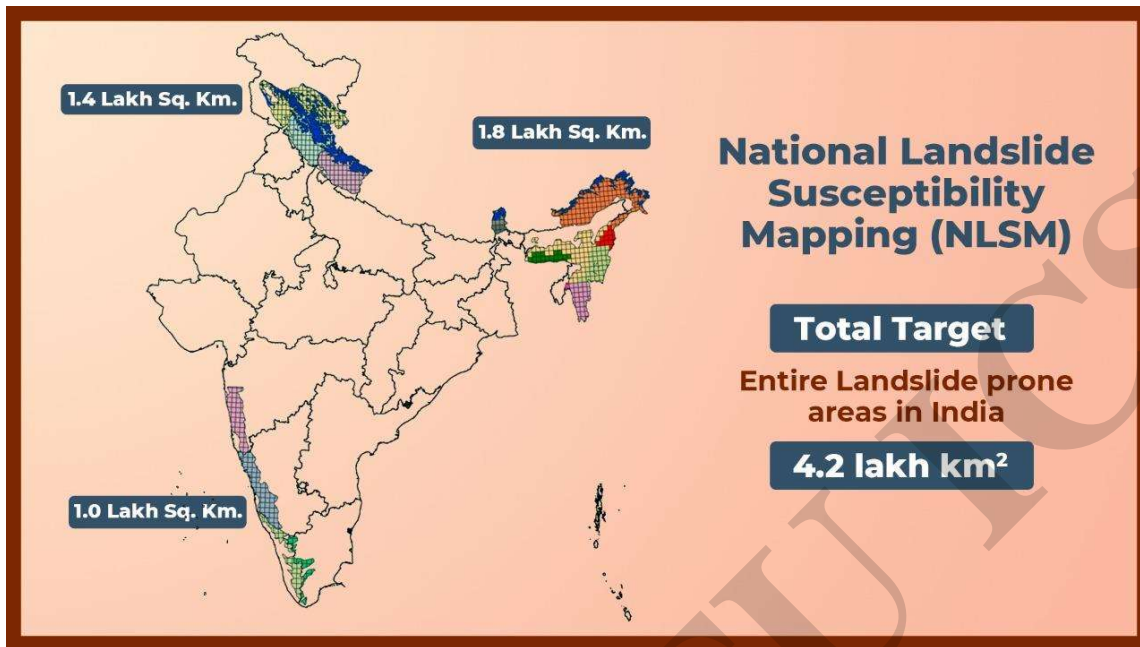 1.4 Lakh Sq. Km.
1.8 Lakh Sq. Km.
1.0 Lakh Sq. Km.
National Landslide
Susceptibility
Mapping (NLSM)
Total Target
Entire Landslide prone
areas in India
4.2 lakh km²